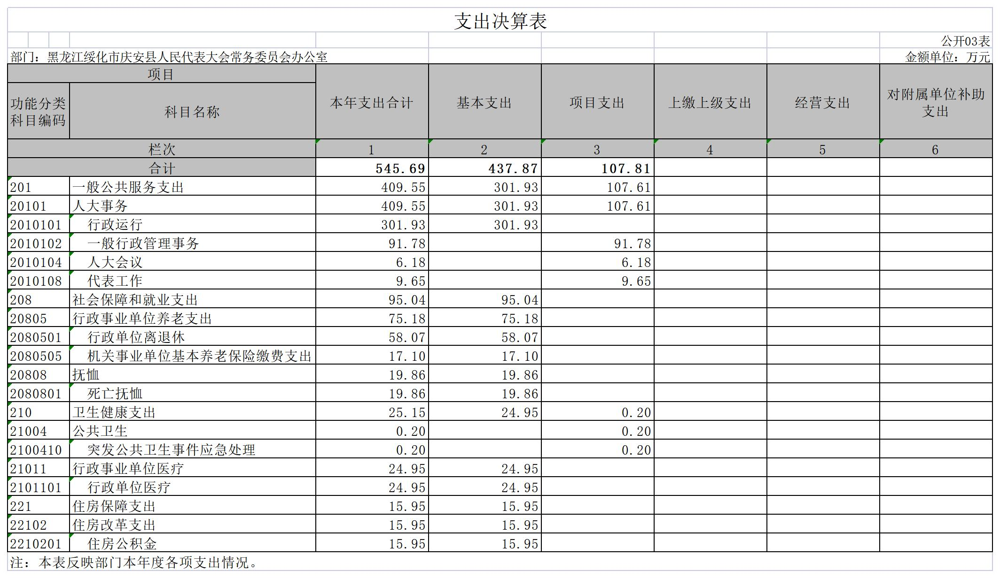 支出决算表
公开03表
部门：黑龙江绥化市庆安县人民代表大会常务委员会办公室 金额单位：万元
项目
功能分类科目编码 科目名称 本年支出合计 基本支出 项目支出 上缴上级支出 经营支出 对附属单位补助支出
栏次 1 2 3 4 5 6
合计 545.69 437.87 107.81
201 一般公共服务支出 409.55 301.93 107.61
20101 人大事务 409.55 301.93 107.61
2010101 行政运行 301.93 301.93
2010102 一般行政管理事务 91.78 91.78
2010104 人大会议 6.18 6.18
2010108 代表工作 9.65 9.65
208 社会保障和就业支出 95.04 95.04
20805 行政事业单位养老支出 75.18 75.18
2080501 行政单位离退休 58.07 58.07
2080505 机关事业单位基本养老保险缴费支出 17.10 17.10
20808 抚恤 19.86 19.86
2080801 死亡抚恤 19.86 19.86
210 卫生健康支出 25.15 24.95 0.20
21004 公共卫生 0.20 0.20
2100410 突发公共卫生事件应急处理 0.20 0.20
21011 行政事业单位医疗 24.95 24.95
2101101 行政单位医疗 24.95 24.95
221 住房保障支出 15.95 15.95
22102 住房改革支出 15.95 15.95
2210201 住房公积金 15.95 15.95
注：本表反映部门本年度各项支出情况。